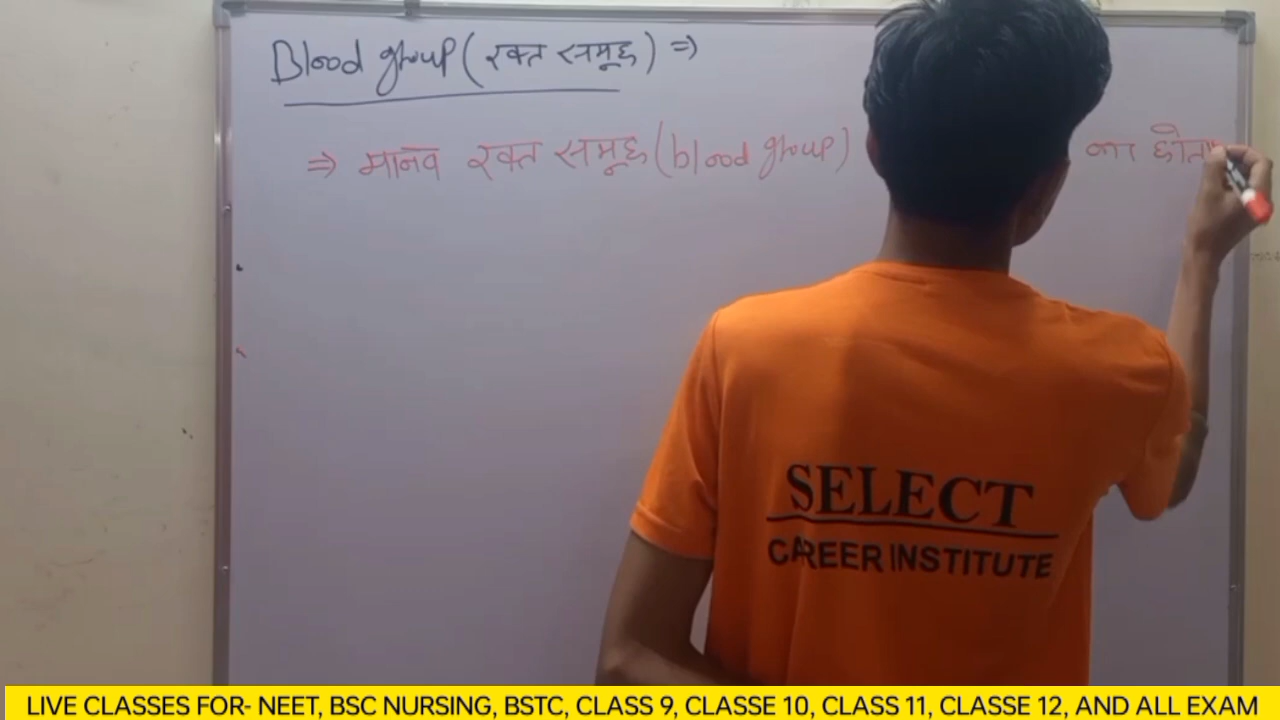 Blood group (रक्त समूह) ⇒
⇒ मानव रक्त समूह (blood group) का होता
SELECT
CAREER INSTITUTE
LIVE CLASSES FOR- NEET, BSC NURSING, BSTC, CLASS 9, CLASSE 10, CLASS 11, CLASSE 12, AND ALL EXAM